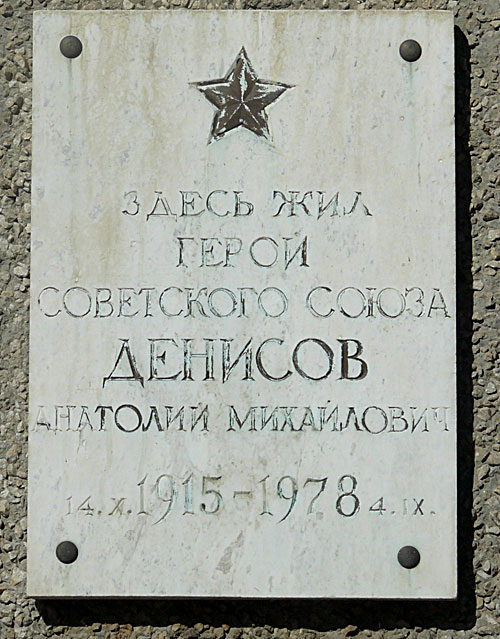 ЗДЕСЬ ЖИЛ
ГЕРОЙ
СОВЕТСКОГО СОЮЗА
ДЕНИСОВ
АНАТОЛИЙ МИХАЙЛОВИЧ
14.X.1915-1978 4.IX.